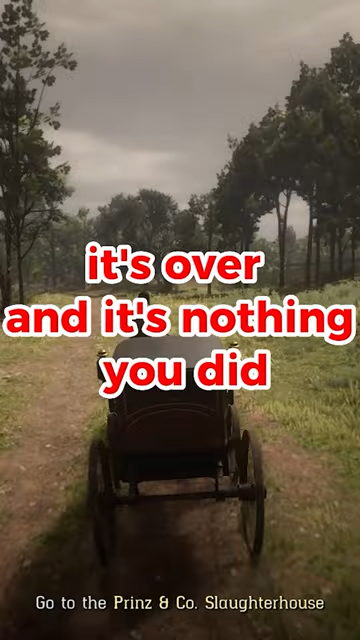 it's over
and it's nothing
you did
Go to the Prinz & Co. Slaughterhouse